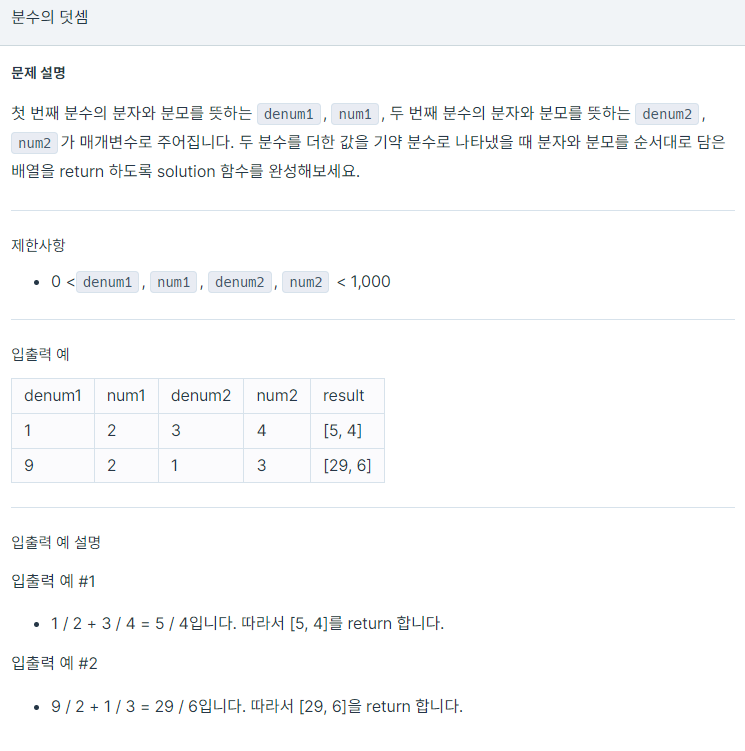 분수의 덧셈
문제 설명
첫 번째 분수의 분자와 분모를 뜻하는 denum1, num1, 두 번째 분수의 분자와 분모를 뜻하는 denum2,
num2가 매개변수로 주어집니다. 두 분수를 더한 값을 기약 분수로 나타냈을 때 분자와 분모를 순서대로 담은
배열을 return 하도록 solution 함수를 완성해보세요.
제한사항
• 0 < denum1, num1, denum2, num2 < 1,000
입출력 예
denum1 num1 denum2 num2 result
1 2 3 4 [5, 4]
9 2 1 3 [29, 6]
입출력 예 설명
입출력 예 #1
• 1 / 2 + 3 / 4 = 5 / 4입니다. 따라서 [5, 4]를 return 합니다.
입출력 예 #2
• 9 / 2 + 1 / 3 = 29 / 6입니다. 따라서 [29, 6]을 return 합니다.